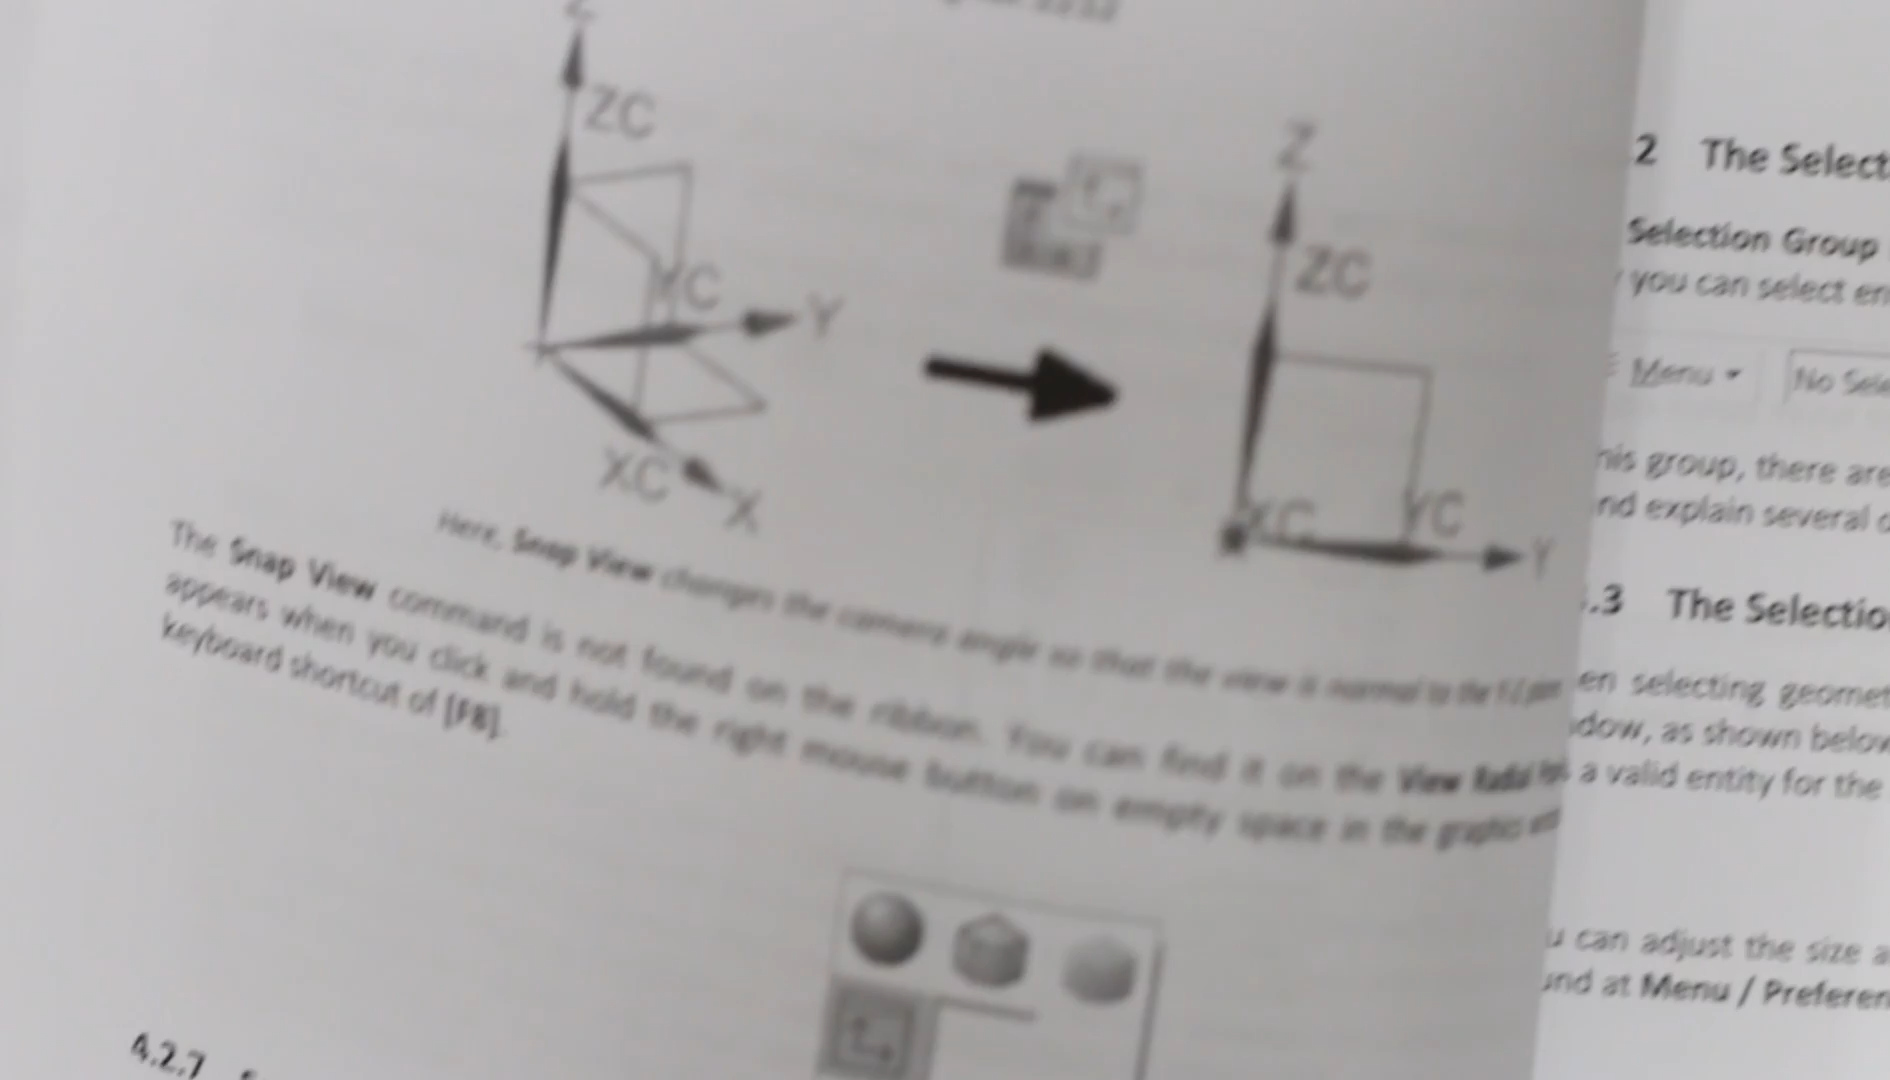 ZC
YC
Y
XC
X
Z
ZC
XC
YC
Y
Here, Snap View changes the camera angle so that the view is normal to the
The Snap View command is not found on the ribbon. You can find it on the View Radial
appears when you click and hold the right mouse button on empty space in the graphics
keyboard shortcut of [F8].
4.2.7
2 The Select
Selection Group
you can select en
Menu
No Sele
his group, there are
nd explain several
.3 The Selectio
en selecting geomet
dow, as shown below
a valid entity for the
u can adjust the size a
und at Menu / Preferen